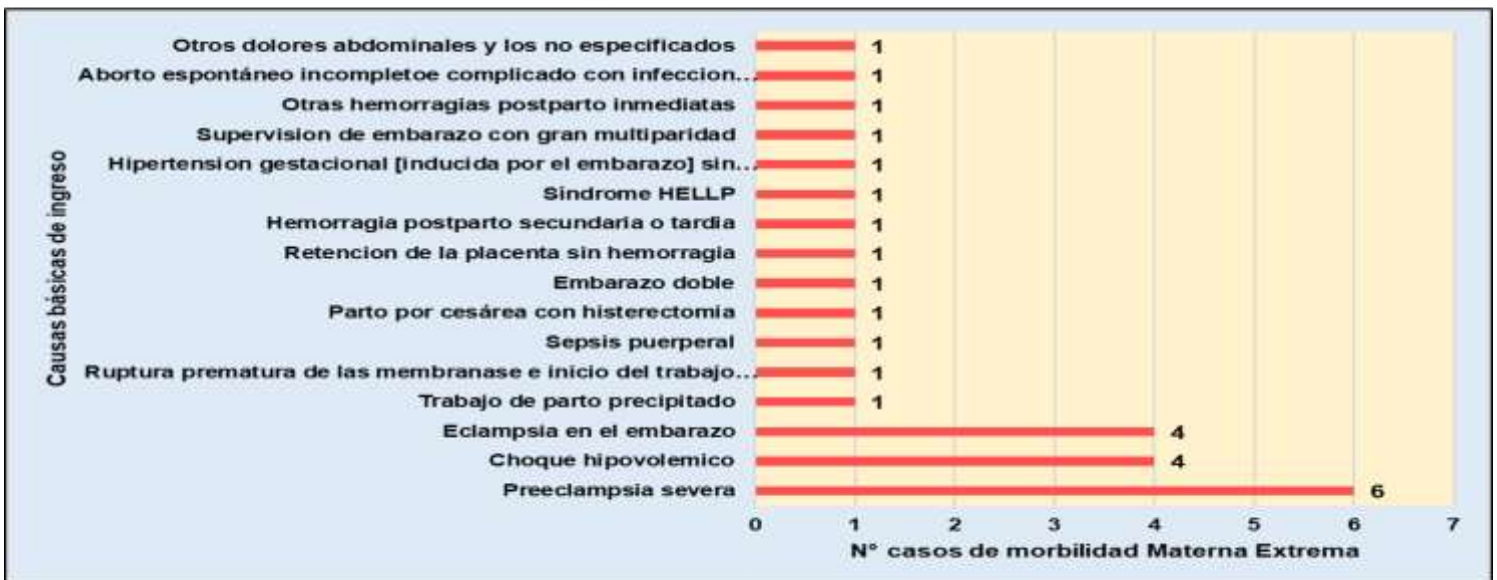 Causas básicas de ingreso
Otros dolores abdominales y los no especificados 1
Aborto espontáneo incompletoe complicado con infeccion... 1
Otras hemorragias postparto inmediatas 1
Supervision de embarazo con gran multiparidad 1
Hipertension gestacional [inducida por el embarazo] sin... 1
Sindrome HELLP 1
Hemorragia postparto secundaria o tardia 1
Retencion de la placenta sin hemorragia 1
Embarazo doble 1
Parto por cesárea con histerectomia 1
Sepsis puerperal 1
Ruptura prematura de las membranase e inicio del trabajo... 1
Trabajo de parto precipitado 1
Eclampsia en el embarazo 4
Choque hipovolemico 4
Preeclampsia severa 6
0 1 2 3 4 5 6 7
N° casos de morbilidad Materna Extrema